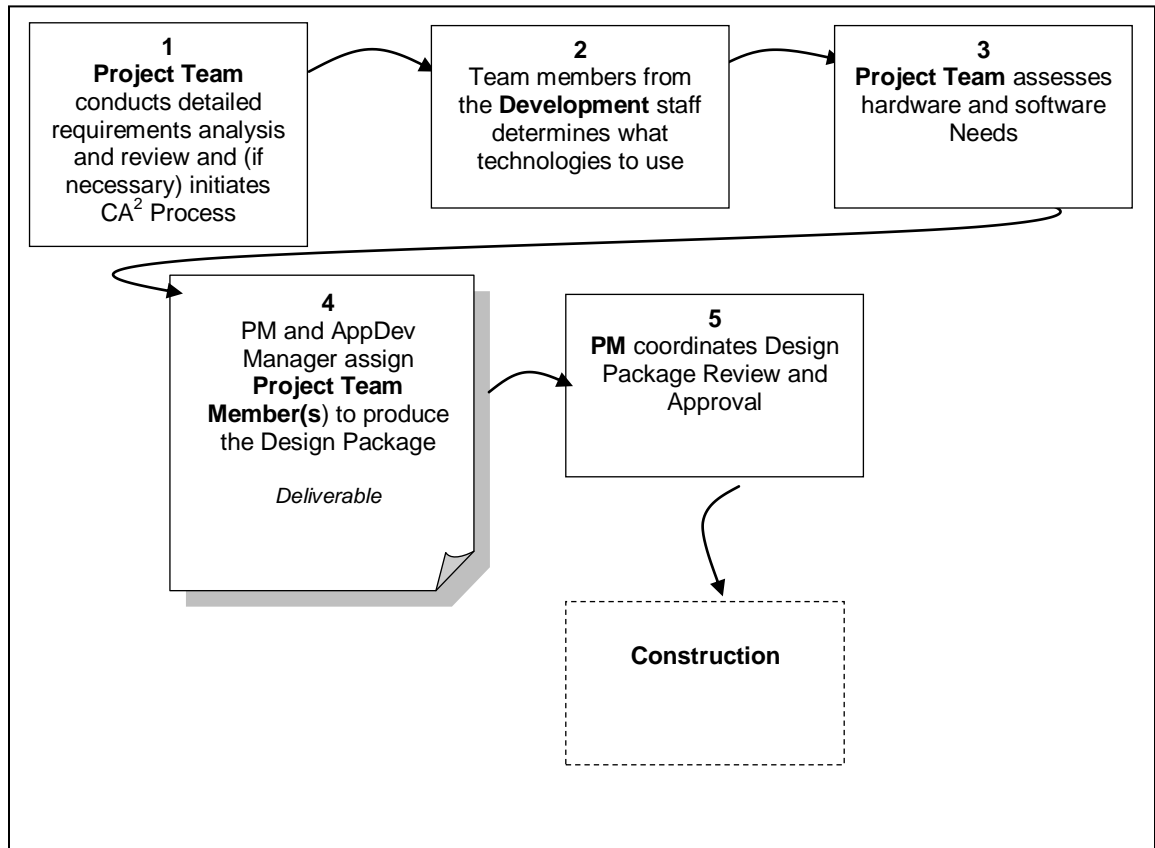 1
Project Team
conducts detailed
requirements analysis
and review and (if
necessary) initiates
CA² Process
2
Team members from
the Development staff
determines what
technologies to use
3
Project Team assesses
hardware and software
Needs
4
PM and AppDev
Manager assign
Project Team
Member(s) to produce
the Design Package
Deliverable
5
PM coordinates Design
Package Review and
Approval
Construction